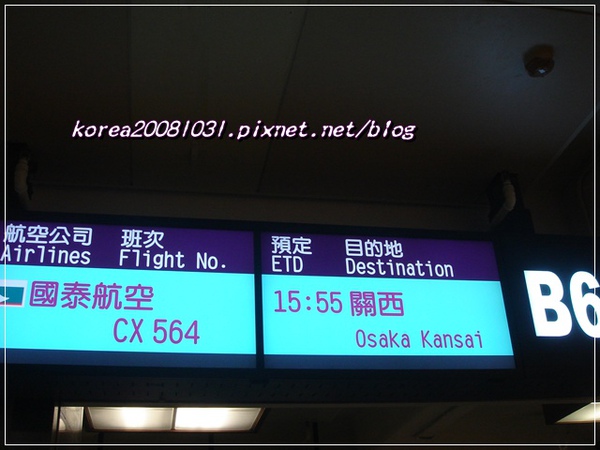 korea20081031.pixnet.net/blog
航空公司 班次
Airlines Flight No.
國泰航空
CX 564
預定 目的地
ETD Destination
15:55 關西
Osaka Kansai
B6